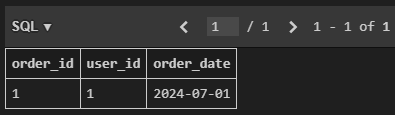 SQL ▼ < 1 / 1 > 1 - 1 of 1
order_id user_id order_date
1 1 2024-07-01